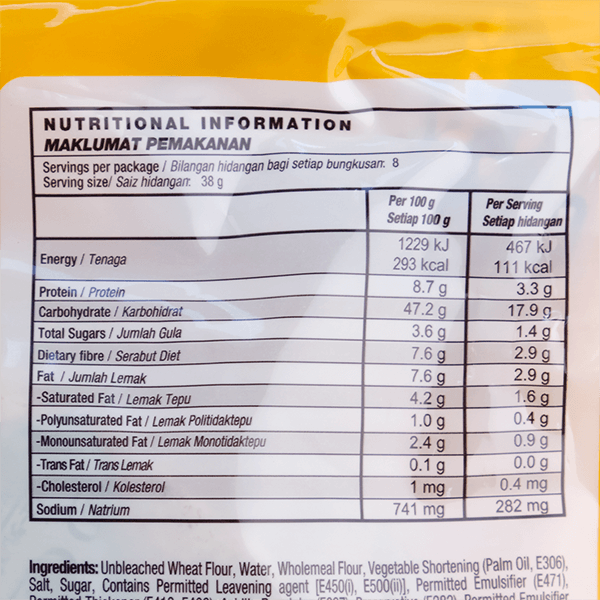 NUTRITIONAL INFORMATION
MAKLUMAT PEMAKANAN
Servings per package / Bilangan hidangan bagi setiap bungkusan: 8
Serving size/ Saiz hidangan: 38 g
Per 100 g Per Serving
Setiap 100 g Setiap hidangan
Energy / Tenaga 1229 kJ 467 kJ
293 kcal 111 kcal
Protein / Protein 8.7 g 3.3 g
Carbohydrate / Karbohidrat 47.2 g 17.9 g
Total Sugars / Jumlah Gula 3.6 g 1.4 g
Dietary fibre / Serabut Diet 7.6 g 2.9 g
Fat / Jumlah Lemak 7.6 g 2.9 g
-Saturated Fat / Lemak Tepu 4.2 g 1.6 g
-Polyunsaturated Fat / Lemak Politidaktepu 1.0 g 0.4 g
-Monounsaturated Fat / Lemak Monotidaktepu 2.4 g 0.9 g
-Trans Fat / Trans Lemak 0.1 g 0.0 g
-Cholesterol / Kolesterol 1 mg 0.4 mg
Sodium / Natrium 741 mg 282 mg
Ingredients: Unbleached Wheat Flour, Water, Wholemeal Flour, Vegetable Shortening (Palm Oil, E306),
Salt, Sugar, Contains Permitted Leavening agent [E450(i), E500(ii)], Permitted Emulsifier (E471),
Permitted Emulsifier